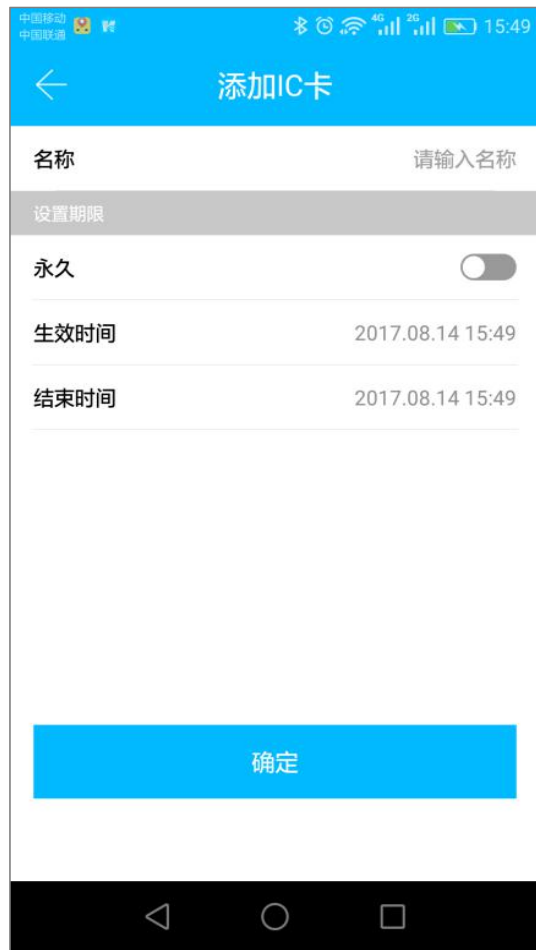 中国移动
中国联通
4G 2G 15:49
添加IC卡
名称 请输入名称
设置期限
永久
生效时间 2017.08.14 15:49
结束时间 2017.08.14 15:49
确定